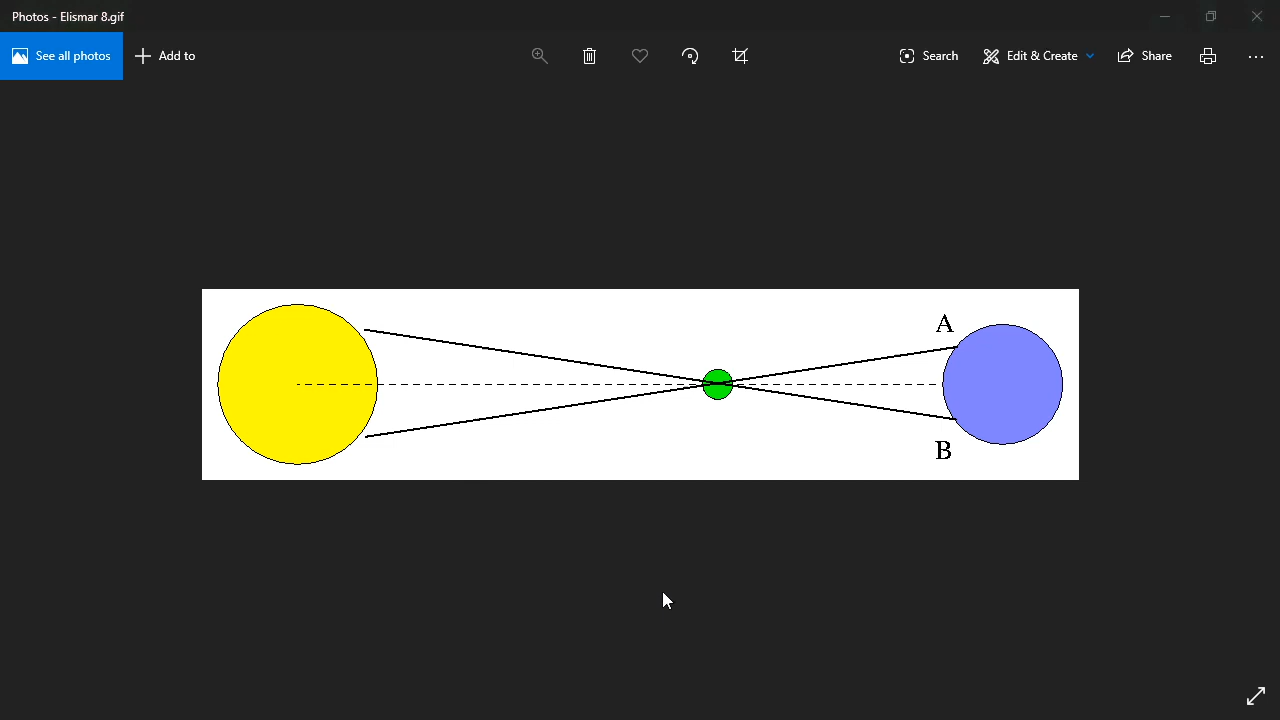 Photos - Elismar 8.gif
See all photos
Add to
Search
Edit & Create
Share
A
B